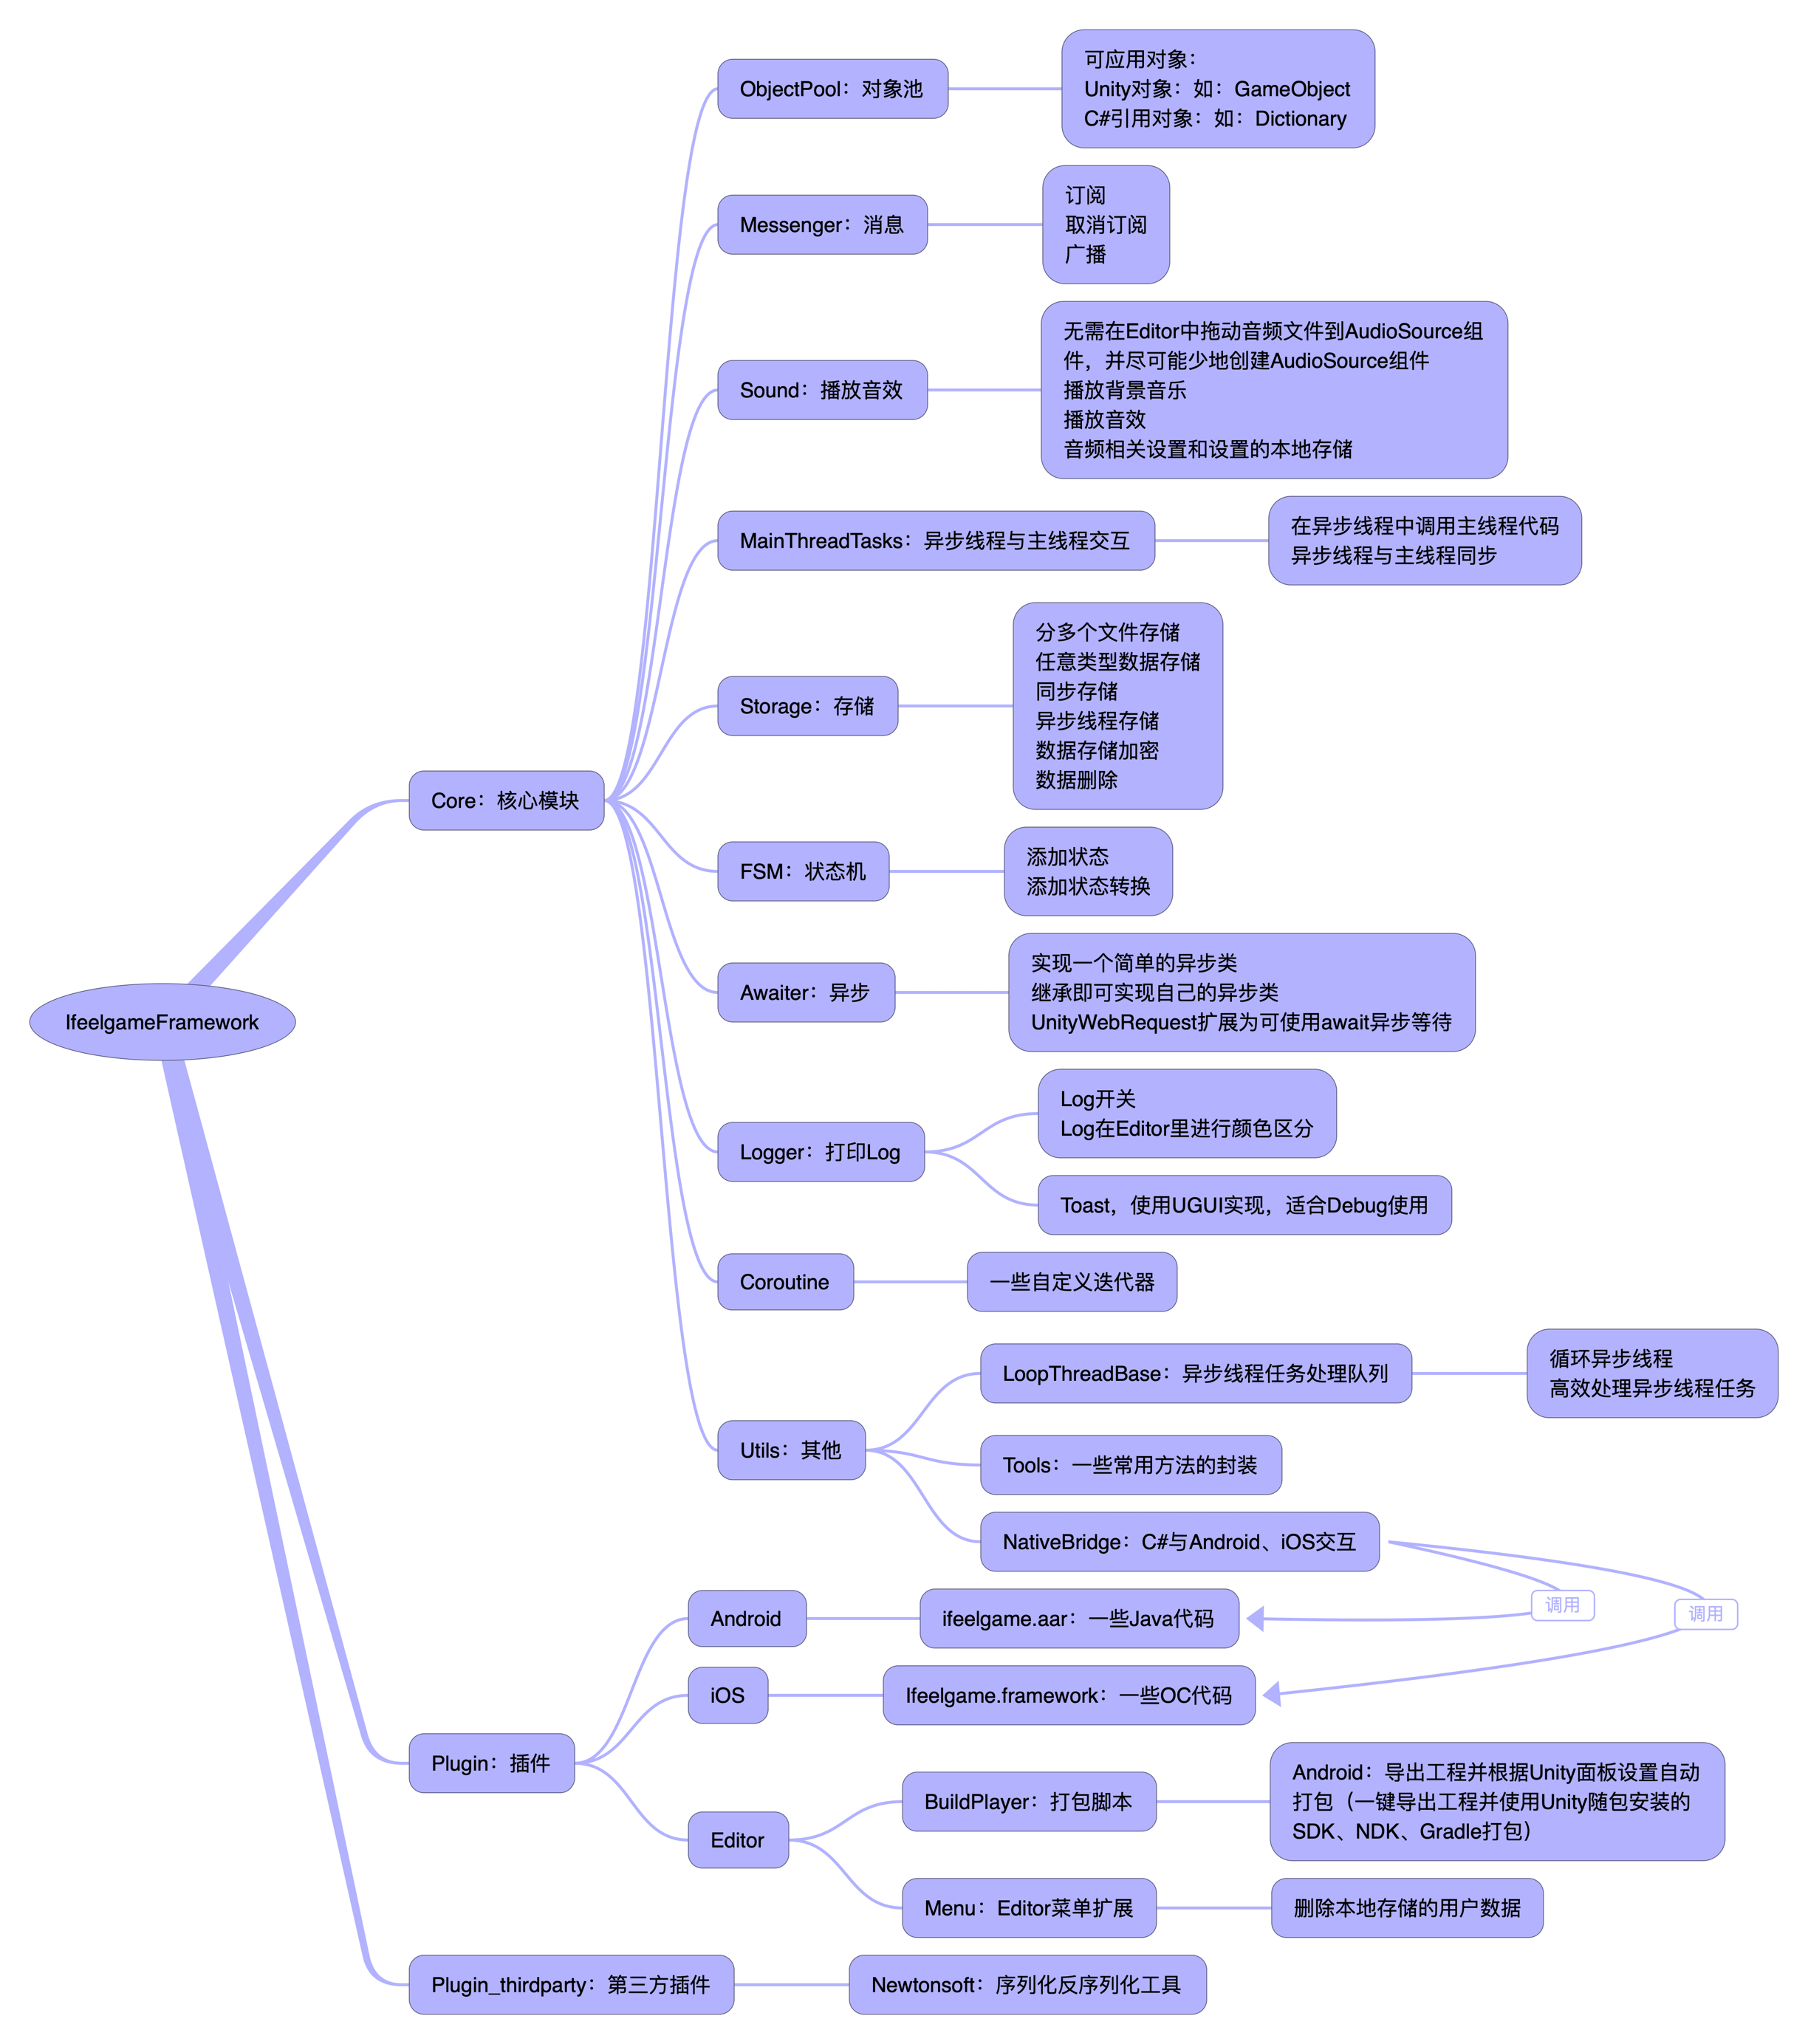 IfeelgameFramework
Core：核心模块
ObjectPool：对象池
可应用对象：
Unity对象：如：GameObject
C#引用对象：如：Dictionary
Messenger：消息
订阅
取消订阅
广播
Sound：播放音效
无需在Editor中拖动音频文件到AudioSource组
件，并尽可能少地创建AudioSource组件
播放背景音乐
播放音效
音频相关设置和设置的本地存储
MainThreadTasks：异步线程与主线程交互
在异步线程中调用主线程代码
异步线程与主线程同步
Storage：存储
分多个文件存储
任意类型数据存储
同步存储
异步线程存储
数据存储加密
数据删除
FSM：状态机
添加状态
添加状态转换
Awaiter：异步
实现一个简单的异步类
继承即可实现自己的异步类
UnityWebRequest扩展为可使用await异步等待
Logger：打印Log
Log开关
Log在Editor里进行颜色区分
Toast，使用UGUI实现，适合Debug使用
Coroutine
一些自定义迭代器
Utils：其他
LoopThreadBase：异步线程任务处理队列
循环异步线程
高效处理异步线程任务
Tools：一些常用方法的封装
NativeBridge：C#与Android、iOS交互
调用
调用
Plugin：插件
Android
ifeelgame.aar：一些Java代码
iOS
Ifeelgame.framework：一些OC代码
Editor
BuildPlayer：打包脚本
Android：导出工程并根据Unity面板设置自动
打包（一键导出工程并使用Unity随包安装的
SDK、NDK、Gradle打包）
Menu：Editor菜单扩展
删除本地存储的用户数据
Plugin_thirdparty：第三方插件
Newtonsoft：序列化反序列化工具